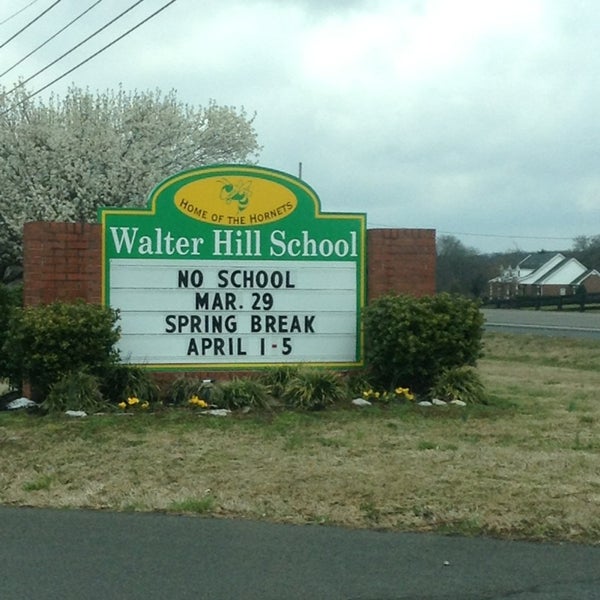 HOME OF THE HORNETS
Walter Hill School
NO SCHOOL
MAR. 29
SPRING BREAK
APRIL 1-5